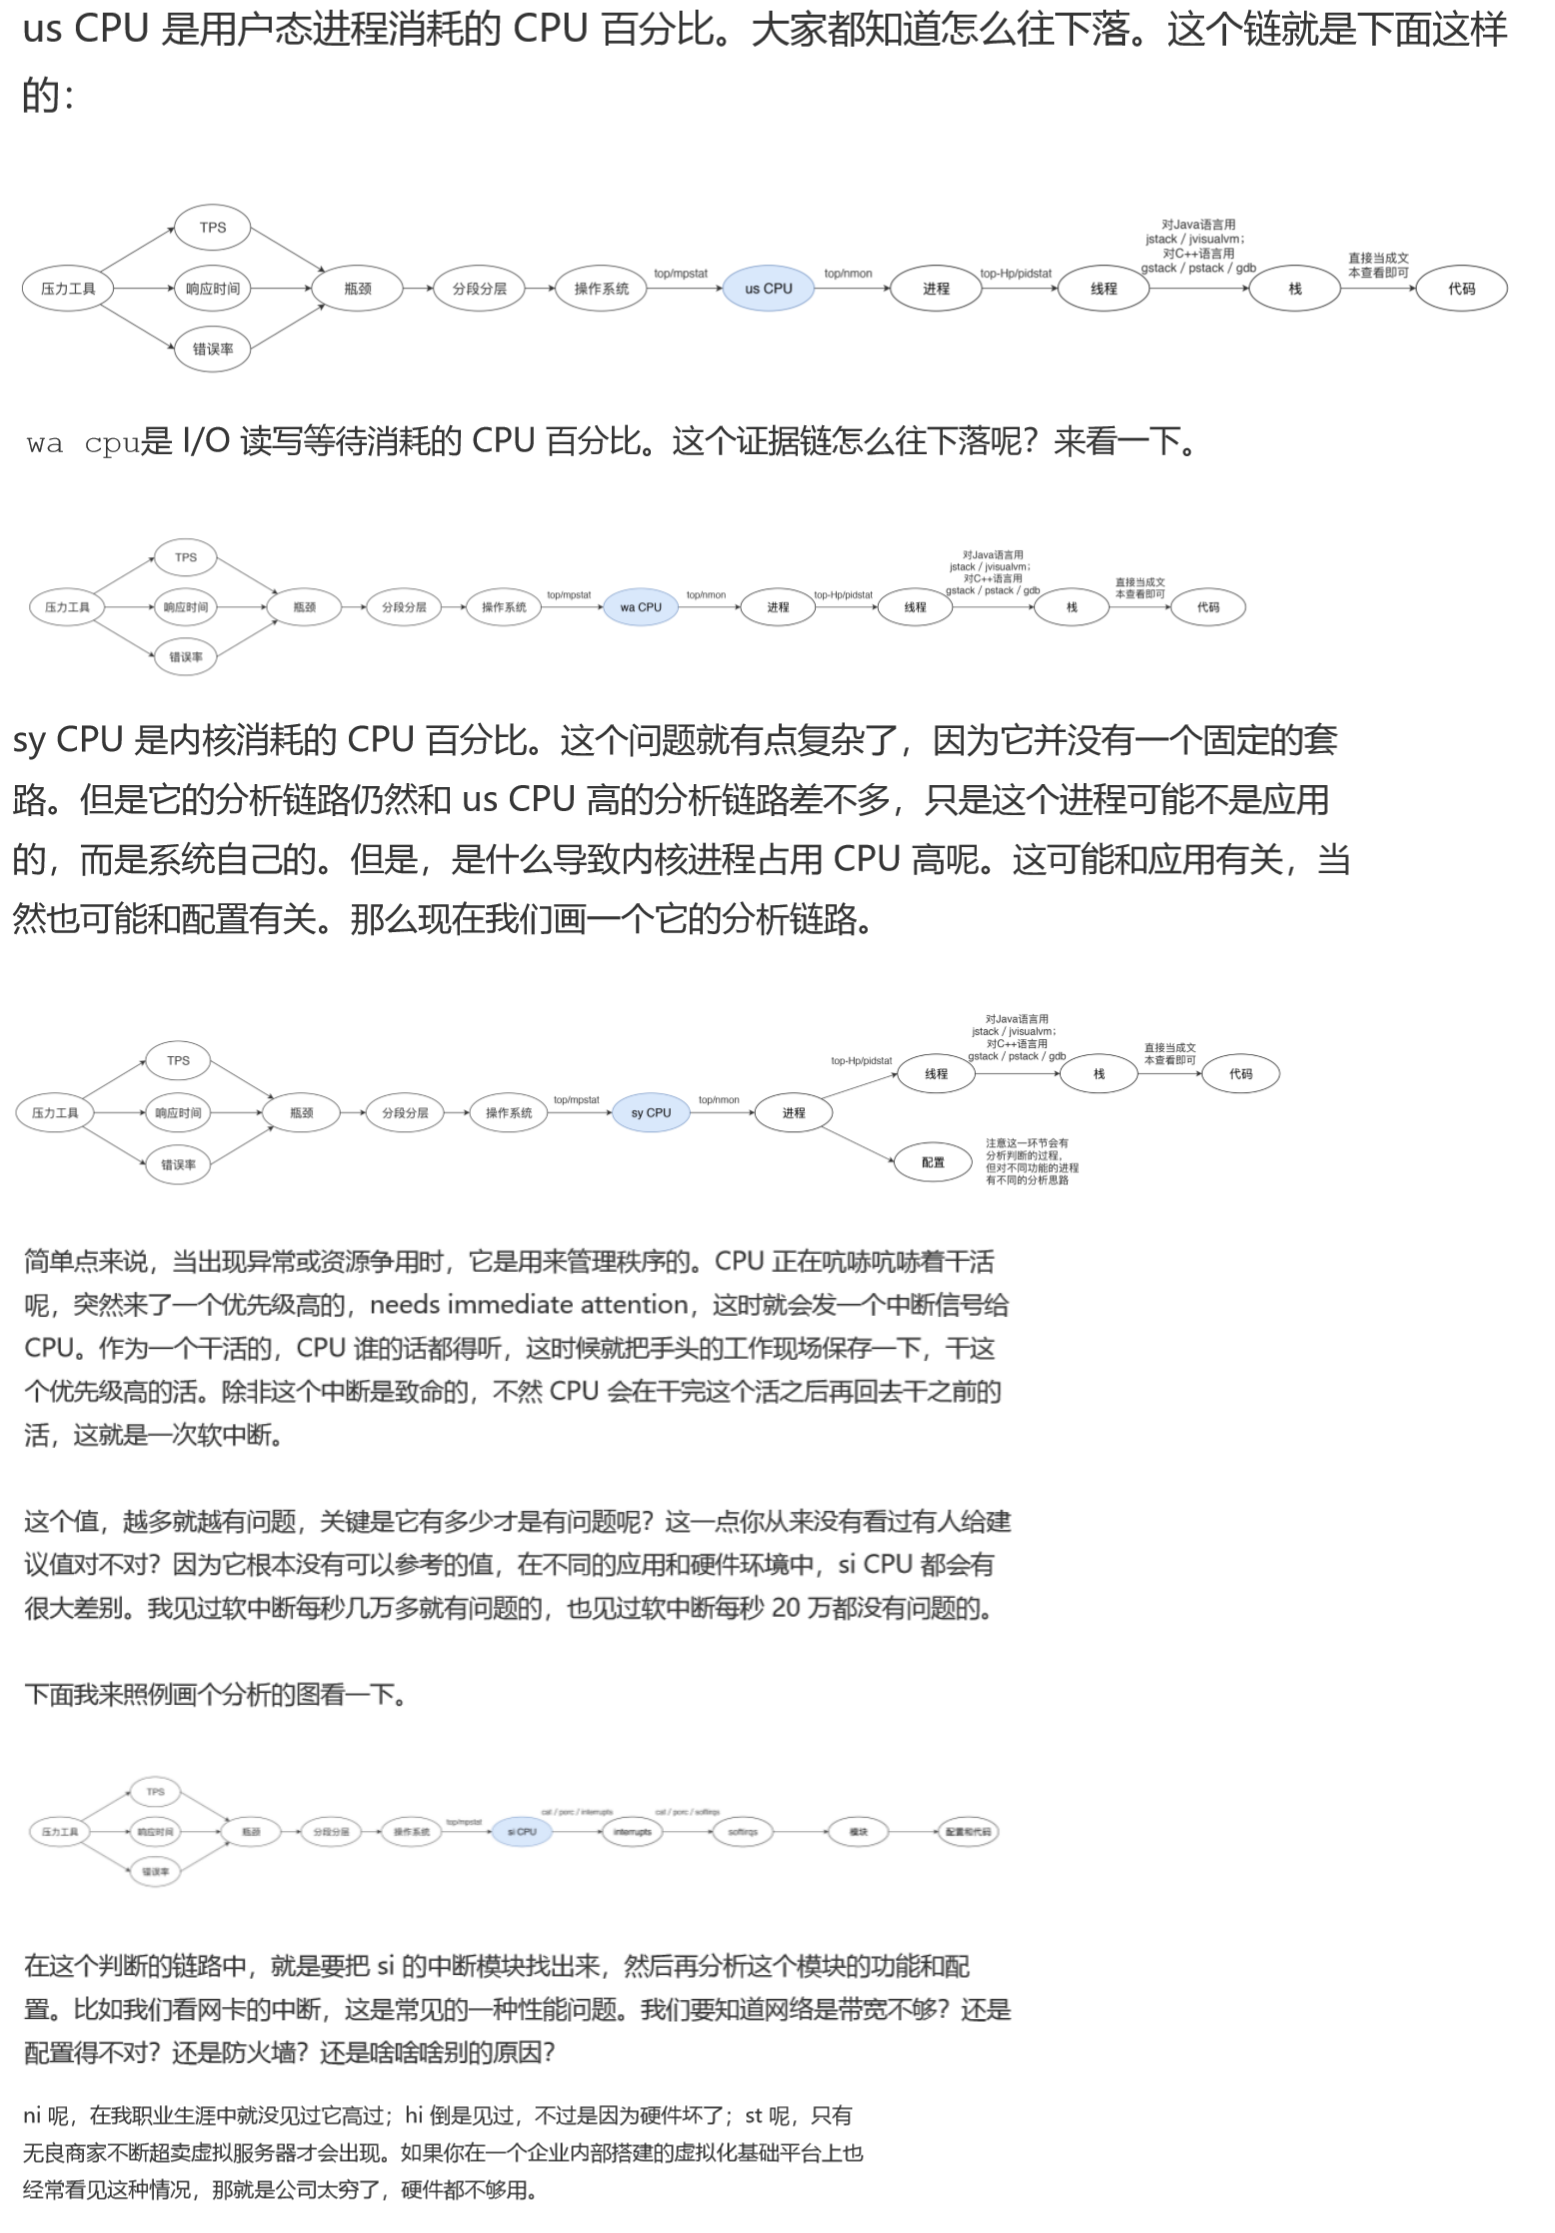 us CPU 是用户态进程消耗的 CPU 百分比。大家都知道怎么往下落。这个链就是下面这样
的：
压力工具
TPS
响应时间
错误率
瓶颈
分段分层
操作系统
top/mpstat
us CPU
top/nmon
进程
top-Hp/pidstat
线程
对Java语言用
jstack / jvisualvm；
对C++语言用
gstack / pstack / gdb
栈
直接当成文
本查看即可
代码
wa cpu是 I/O 读写等待消耗的 CPU 百分比。这个证据链怎么往下落呢？来看一下。
压力工具
TPS
响应时间
错误率
瓶颈
分段分层
操作系统
top/mpstat
wa CPU
top/nmon
进程
top-Hp/pidstat
线程
对Java语言用
jstack / jvisualvm；
对C++语言用
gstack / pstack / gdb
栈
直接当成文
本查看即可
代码
sy CPU 是内核消耗的 CPU 百分比。这个问题就有点复杂了，因为它并没有一个固定的套
路。但是它的分析链路仍然和 us CPU 高的分析链路差不多，只是这个进程可能不是应用
的，而是系统自己的。但是，是什么导致内核进程占用 CPU 高呢。这可能和应用有关，当
然也可能和配置有关。那么现在我们画一个它的分析链路。
压力工具
TPS
响应时间
错误率
瓶颈
分段分层
操作系统
top/mpstat
sy CPU
top/nmon
进程
top-Hp/pidstat
线程
对Java语言用
jstack / jvisualvm；
对C++语言用
gstack / pstack / gdb
栈
直接当成文
本查看即可
代码
配置
注意这一环节会有
分析判断的过程，
但对不同功能的进程
有不同的分析思路
简单点来说，当出现异常或资源争用时，它是用来管理秩序的。CPU 正在吭哧吭哧着干活
呢，突然来了一个优先级高的，needs immediate attention，这时就会发一个中断信号给
CPU。作为一个干活的，CPU 谁的话都得听，这时候就把手头的工作现场保存一下，干这
个优先级高的活。除非这个中断是致命的，不然 CPU 会在干完这个活之后再回去干之前的
活，这就是一次软中断。
这个值，越多就越有问题，关键是它有多少才是有问题呢？这一点你从来没有看过有人给建
议值对不对？因为它根本没有可以参考的值，在不同的应用和硬件环境中，si CPU 都会有
很大差别。我见过软中断每秒几万多就有问题的，也见过软中断每秒 20 万都没有问题的。
下面我来照例画个分析的图看一下。
压力工具
TPS
响应时间
错误率
瓶颈
分段分层
操作系统
top/mpstat
si CPU
cat / porc / interrupts
interrupts
cat / porc / softirqs
softirqs
模块
配置和代码
在这个判断的链路中，就是要把 si 的中断模块找出来，然后再分析这个模块的功能和配
置。比如我们看网卡的中断，这是常见的一种性能问题。我们要知道网络是带宽不够？还是
配置得不对？还是防火墙？还是啥啥啥别的原因？
ni 呢，在我职业生涯中就没见过它高过；hi 倒是见过，不过是因为硬件坏了；st 呢，只有
无良商家不断超卖虚拟服务器才会出现。如果你在一个企业内部搭建的虚拟化基础平台上也
经常看见这种情况，那就是公司太穷了，硬件都不够用。